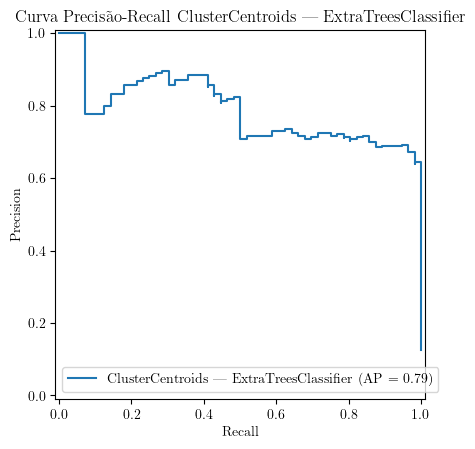 Curva Precisão-Recall ClusterCentroids — ExtraTreesClassifier
1.0
0.8
0.6
0.4
0.2
0.0
Precision
ClusterCentroids — ExtraTreesClassifier (AP = 0.79)
0.0 0.2 0.4 0.6 0.8 1.0
Recall